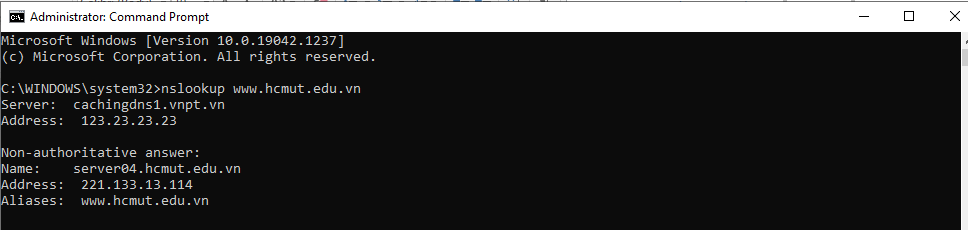 Administrator: Command Prompt
Microsoft Windows [Version 10.0.19042.1237]
(c) Microsoft Corporation. All rights reserved.
C:\WINDOWS\system32>nslookup www.hcmut.edu.vn
Server:  cachingdns1.vnpt.vn
Address:  123.23.23.23
Non-authoritative answer:
Name:    server04.hcmut.edu.vn
Address:  221.133.13.114
Aliases:  www.hcmut.edu.vn